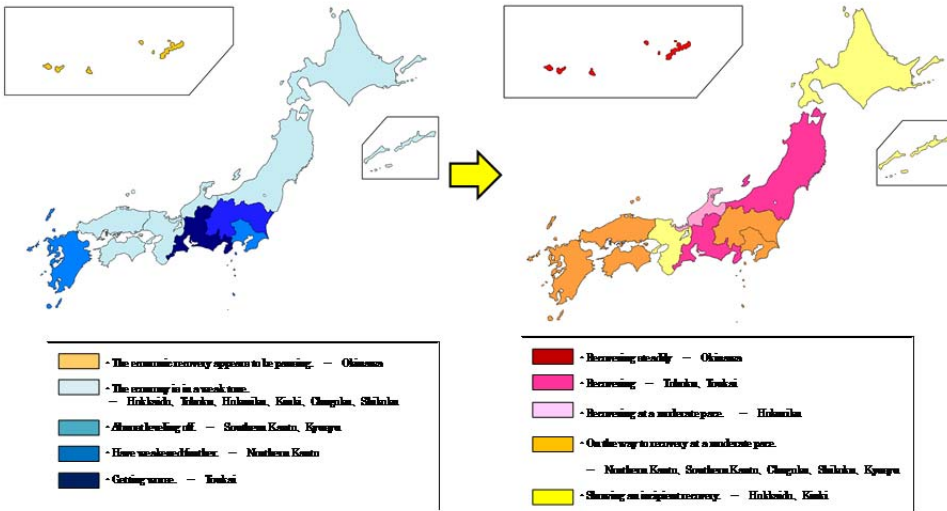 ・The economic recovery appears to be pausing. － Okinawa
・The economy is in a weak tone.
－ Hokkaido、Tohoku、Hokuriku、Kinki、Chugoku、Shikoku
・Almost leveling off. － Southern Kanto、Kyusyu
・Have weakened further. － Northern Kanto
・Getting worse. － Toukai
・Recovering steadily － Okinawa
・Recovering － Tohoku、Toukai
・Recovering at a moderate pace. － Hokuriku
・On the way to recovery at a moderate pace.
－ Northern Kanto、Southern Kanto、Chugoku、Shikoku、Kyusyu
・Showing an incipient recovery. － Hokkaido、Kinki